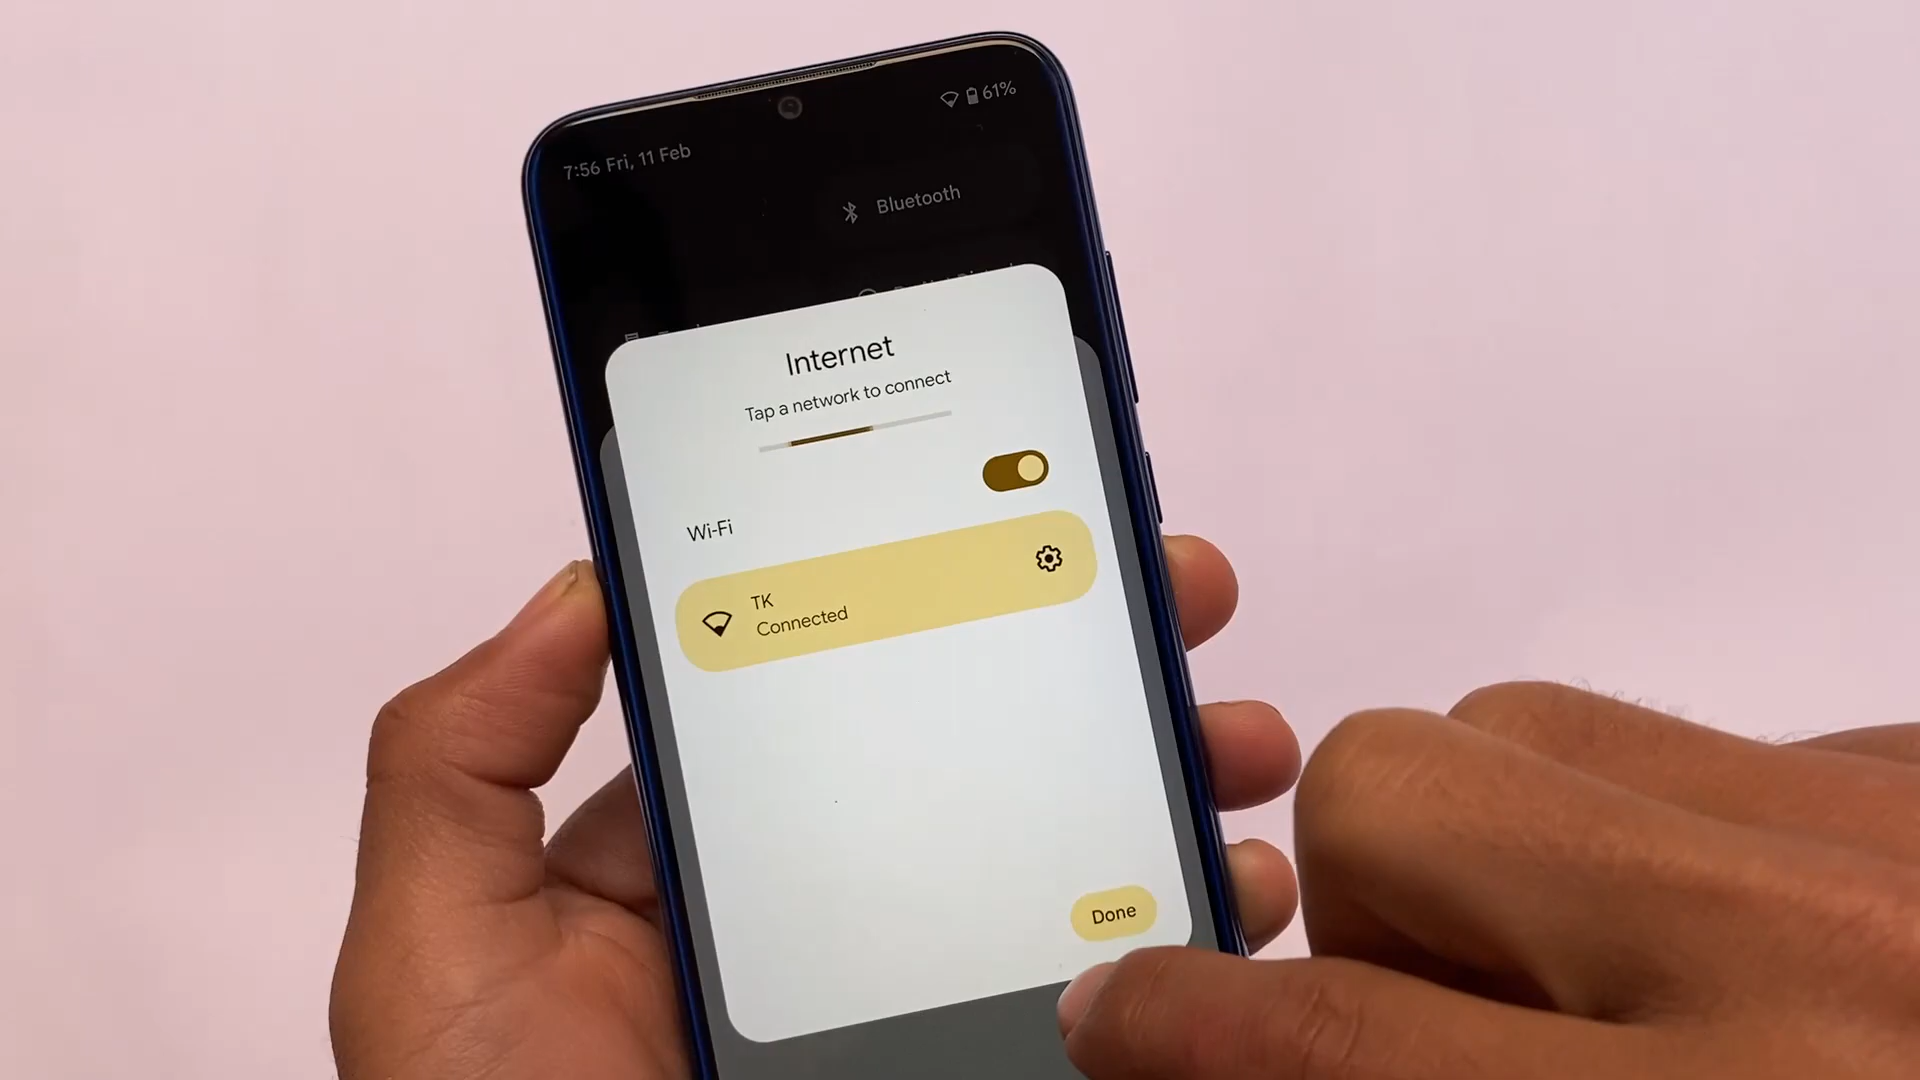 7:56 Fri, 11 Feb
61%
Bluetooth
Internet
Tap a network to connect
Wi-Fi
TK
Connected
Done